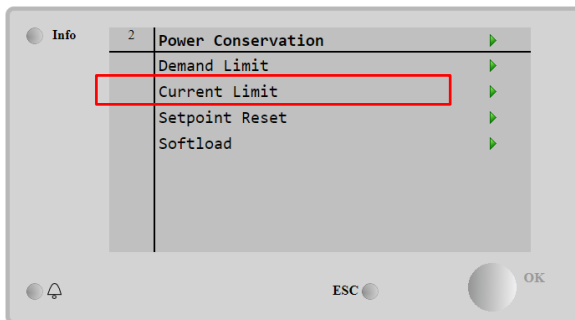 Info
2 Power Conservation
Demand Limit
Current Limit
Setpoint Reset
Softload
ESC
OK